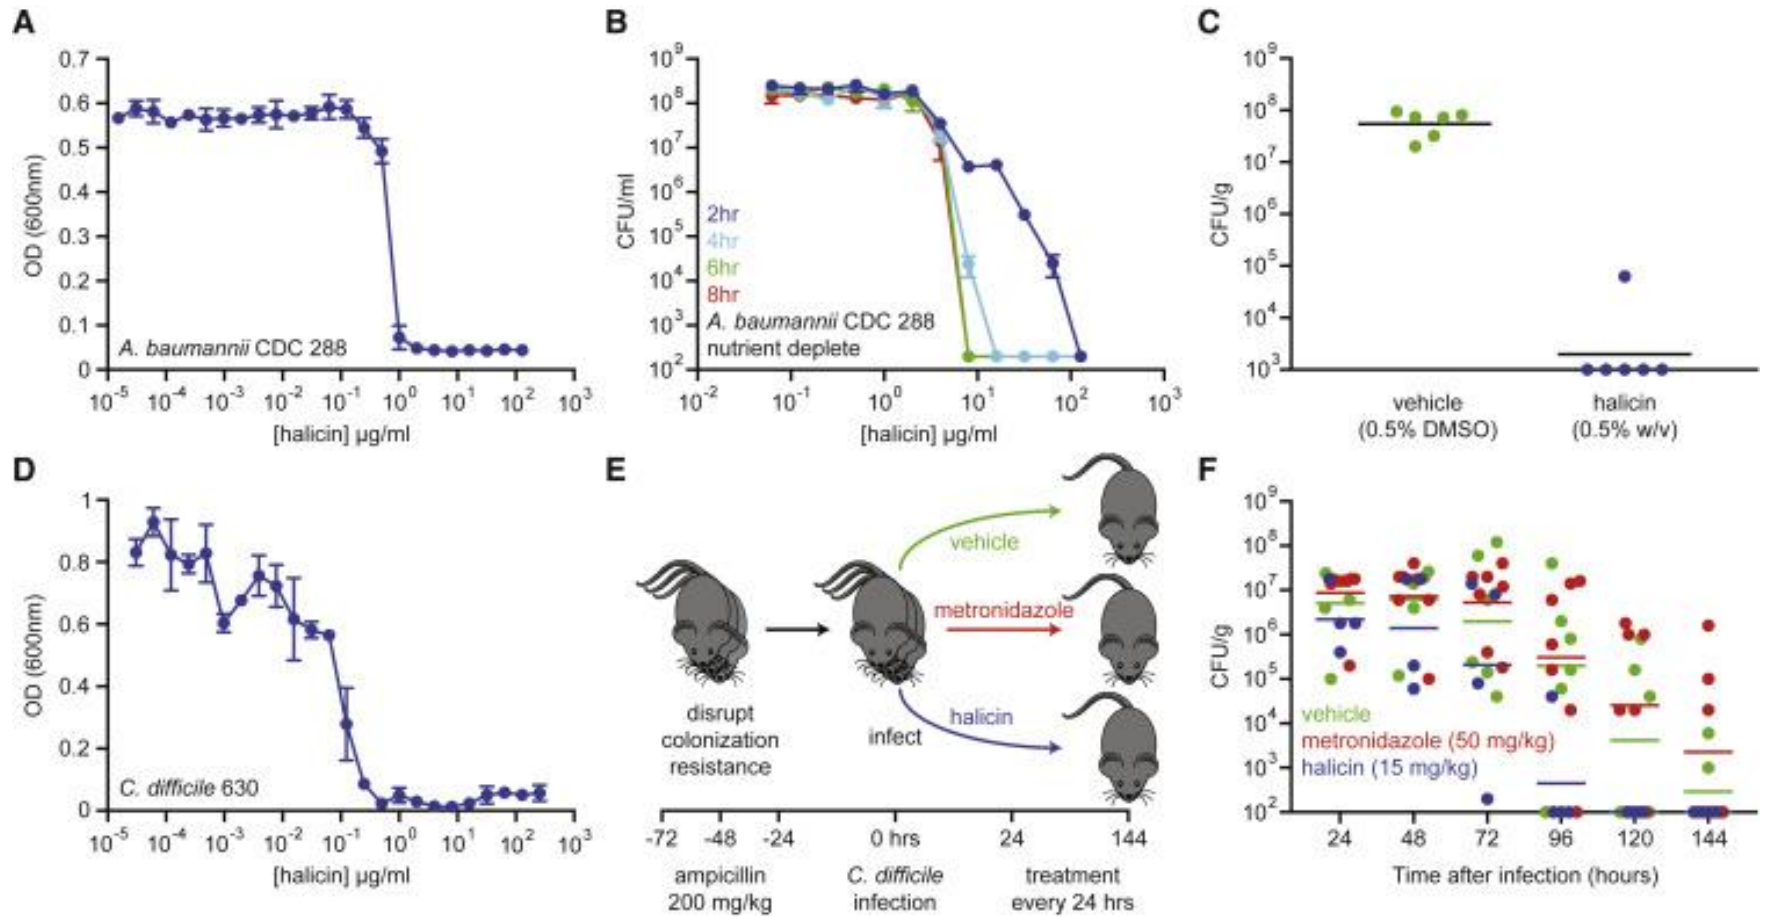 A
0.7
0.6
0.5
0.4
0.3
0.2
0.1
0
OD (600nm)
A. baumannii CDC 288
10⁻⁵ 10⁻⁴ 10⁻³ 10⁻² 10⁻¹ 10⁰ 10¹ 10² 10³
[halicin] µg/ml
B
10⁹
10⁸
10⁷
10⁶
10⁵
10⁴
10³
10²
CFU/ml
2hr
4hr
6hr
8hr
A. baumannii CDC 288
nutrient deplete
10⁻² 10⁻¹ 10⁰ 10¹ 10² 10³
[halicin] µg/ml
C
10⁹
10⁸
10⁷
10⁶
10⁵
10⁴
10³
CFU/g
vehicle
(0.5% DMSO)
halicin
(0.5% w/v)
D
1
0.8
0.6
0.4
0.2
0
OD (600nm)
C. difficile 630
10⁻⁵ 10⁻⁴ 10⁻³ 10⁻² 10⁻¹ 10⁰ 10¹ 10² 10³
[halicin] µg/ml
E
vehicle
metronidazole
halicin
disrupt
colonization
resistance
infect
-72 -48 -24 0 hrs 24 144
ampicillin
200 mg/kg
C. difficile
infection
treatment
every 24 hrs
F
10⁹
10⁸
10⁷
10⁶
10⁵
10⁴
10³
10²
CFU/g
vehicle
metronidazole (50 mg/kg)
halicin (15 mg/kg)
24 48 72 96 120 144
Time after infection (hours)